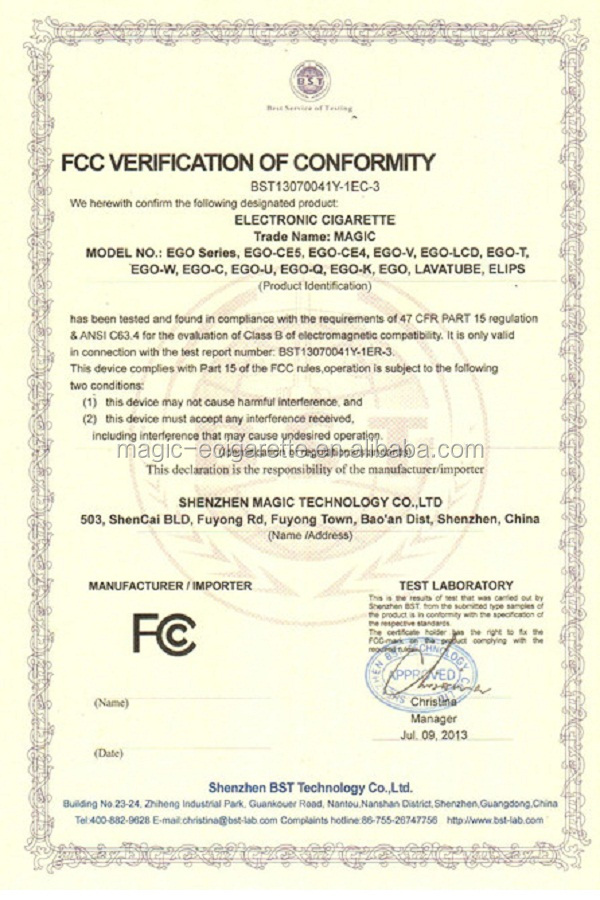 BST
Best Service of Testing
FCC VERIFICATION OF CONFORMITY
BST13070041Y-1EC-3
We herewith confirm the following designated product:
ELECTRONIC CIGARETTE
Trade Name: MAGIC
MODEL NO.: EGO Series, EGO-CE5, EGO-CE4, EGO-V, EGO-LCD, EGO-T,
EGO-W, EGO-C, EGO-U, EGO-Q, EGO-K, EGO, LAVATUBE, ELIPS
(Product Identification)
has been tested and found in compliance with the requirements of 47 CFR PART 15 regulation
& ANSI C63.4 for the evaluation of Class B of electromagnetic compatibility. It is only valid
in connection with the test report number: BST13070041Y-1ER-3.
This device complies with Part 15 of the FCC rules,operation is subject to the following
two conditions:
(1) this device may not cause harmful interference, and
(2) this device must accept any interference received,
including interference that may cause undesired operation.
magic-ecigarette.en.alibaba.com
This declaration is the responsibility of the manufacturer/importer
SHENZHEN MAGIC TECHNOLOGY CO.,LTD
503, ShenCai BLD, Fuyong Rd, Fuyong Town, Bao'an Dist, Shenzhen, China
(Name /Address)
MANUFACTURER / IMPORTER
FCC
(Name)
(Date)
TEST LABORATORY
This is the results of test that was carried out by
Shenzhen BST. from the submitted type samples of
the product is in conformity with the specification of
the respective standards.
The certificate holder has the right to fix the
FCC-mark on the product complying with the
APPROVED
Christina
Manager
Jul. 09, 2013
Shenzhen BST Technology Co.,Ltd.
Building No.23-24, Zhiheng Industrial Park, Guankouer Road, Nantou,Nanshan District,Shenzhen,Guangdong,China
Tel:400-882-9628 E-mail:christina@bst-lab.com Complaints hotline:86-755-26747756 http://www.bst-lab.com